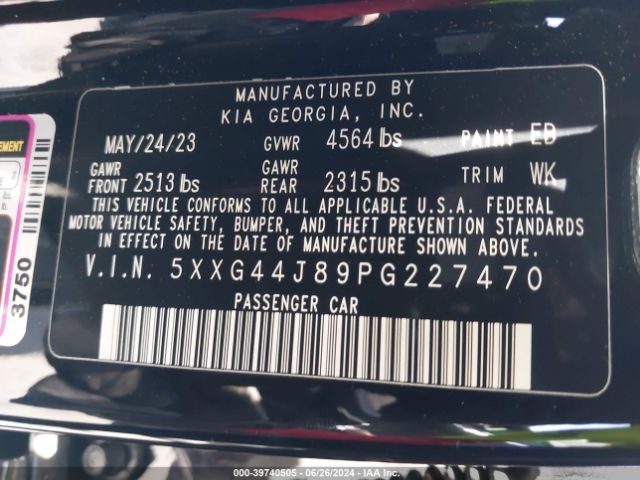 MANUFACTURED BY
KIA GEORGIA, INC.
MAY/24/23 GVWR 4564 lbs PAINT EB
GAWR FRONT 2513 lbs GAWR REAR 2315 lbs TRIM WK
THIS VEHICLE CONFORMS TO ALL APPLICABLE U.S.A. FEDERAL
MOTOR VEHICLE SAFETY, BUMPER, AND THEFT PREVENTION STANDARDS
IN EFFECT ON THE DATE OF MANUFACTURE SHOWN ABOVE.
V.I.N. 5XXG44J89PG227470
PASSENGER CAR
3750
000-39740505 / 06/26/2024 / IAA Inc.